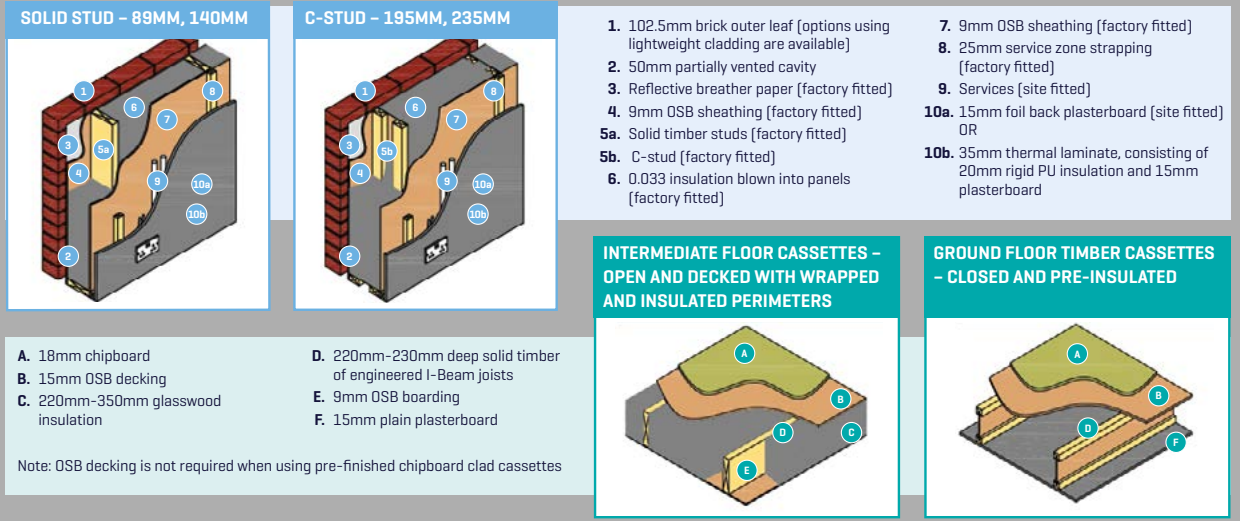 SOLID STUD – 89MM, 140MM
1
6
8
7
3
5a
4
9
10a
10b
2
C-STUD – 195MM, 235MM
1
6
8
7
3
5b
4
9
10a
10b
2
1. 102.5mm brick outer leaf (options using
lightweight cladding are available)
2. 50mm partially vented cavity
3. Reflective breather paper (factory fitted)
4. 9mm OSB sheathing (factory fitted)
5a. Solid timber studs (factory fitted)
5b. C-stud (factory fitted)
6. 0.033 insulation blown into panels
(factory fitted)
7. 9mm OSB sheathing (factory fitted)
8. 25mm service zone strapping
(factory fitted)
9. Services (site fitted)
10a. 15mm foil back plasterboard (site fitted)
OR
10b. 35mm thermal laminate, consisting of
20mm rigid PU insulation and 15mm
plasterboard
A. 18mm chipboard
B. 15mm OSB decking
C. 220mm-350mm glasswood
insulation
D. 220mm-230mm deep solid timber
of engineered I-Beam joists
E. 9mm OSB boarding
F. 15mm plain plasterboard
Note: OSB decking is not required when using pre-finished chipboard clad cassettes
INTERMEDIATE FLOOR CASSETTES –
OPEN AND DECKED WITH WRAPPED
AND INSULATED PERIMETERS
A
B
D
C
E
GROUND FLOOR TIMBER CASSETTES
– CLOSED AND PRE-INSULATED
A
B
D
F